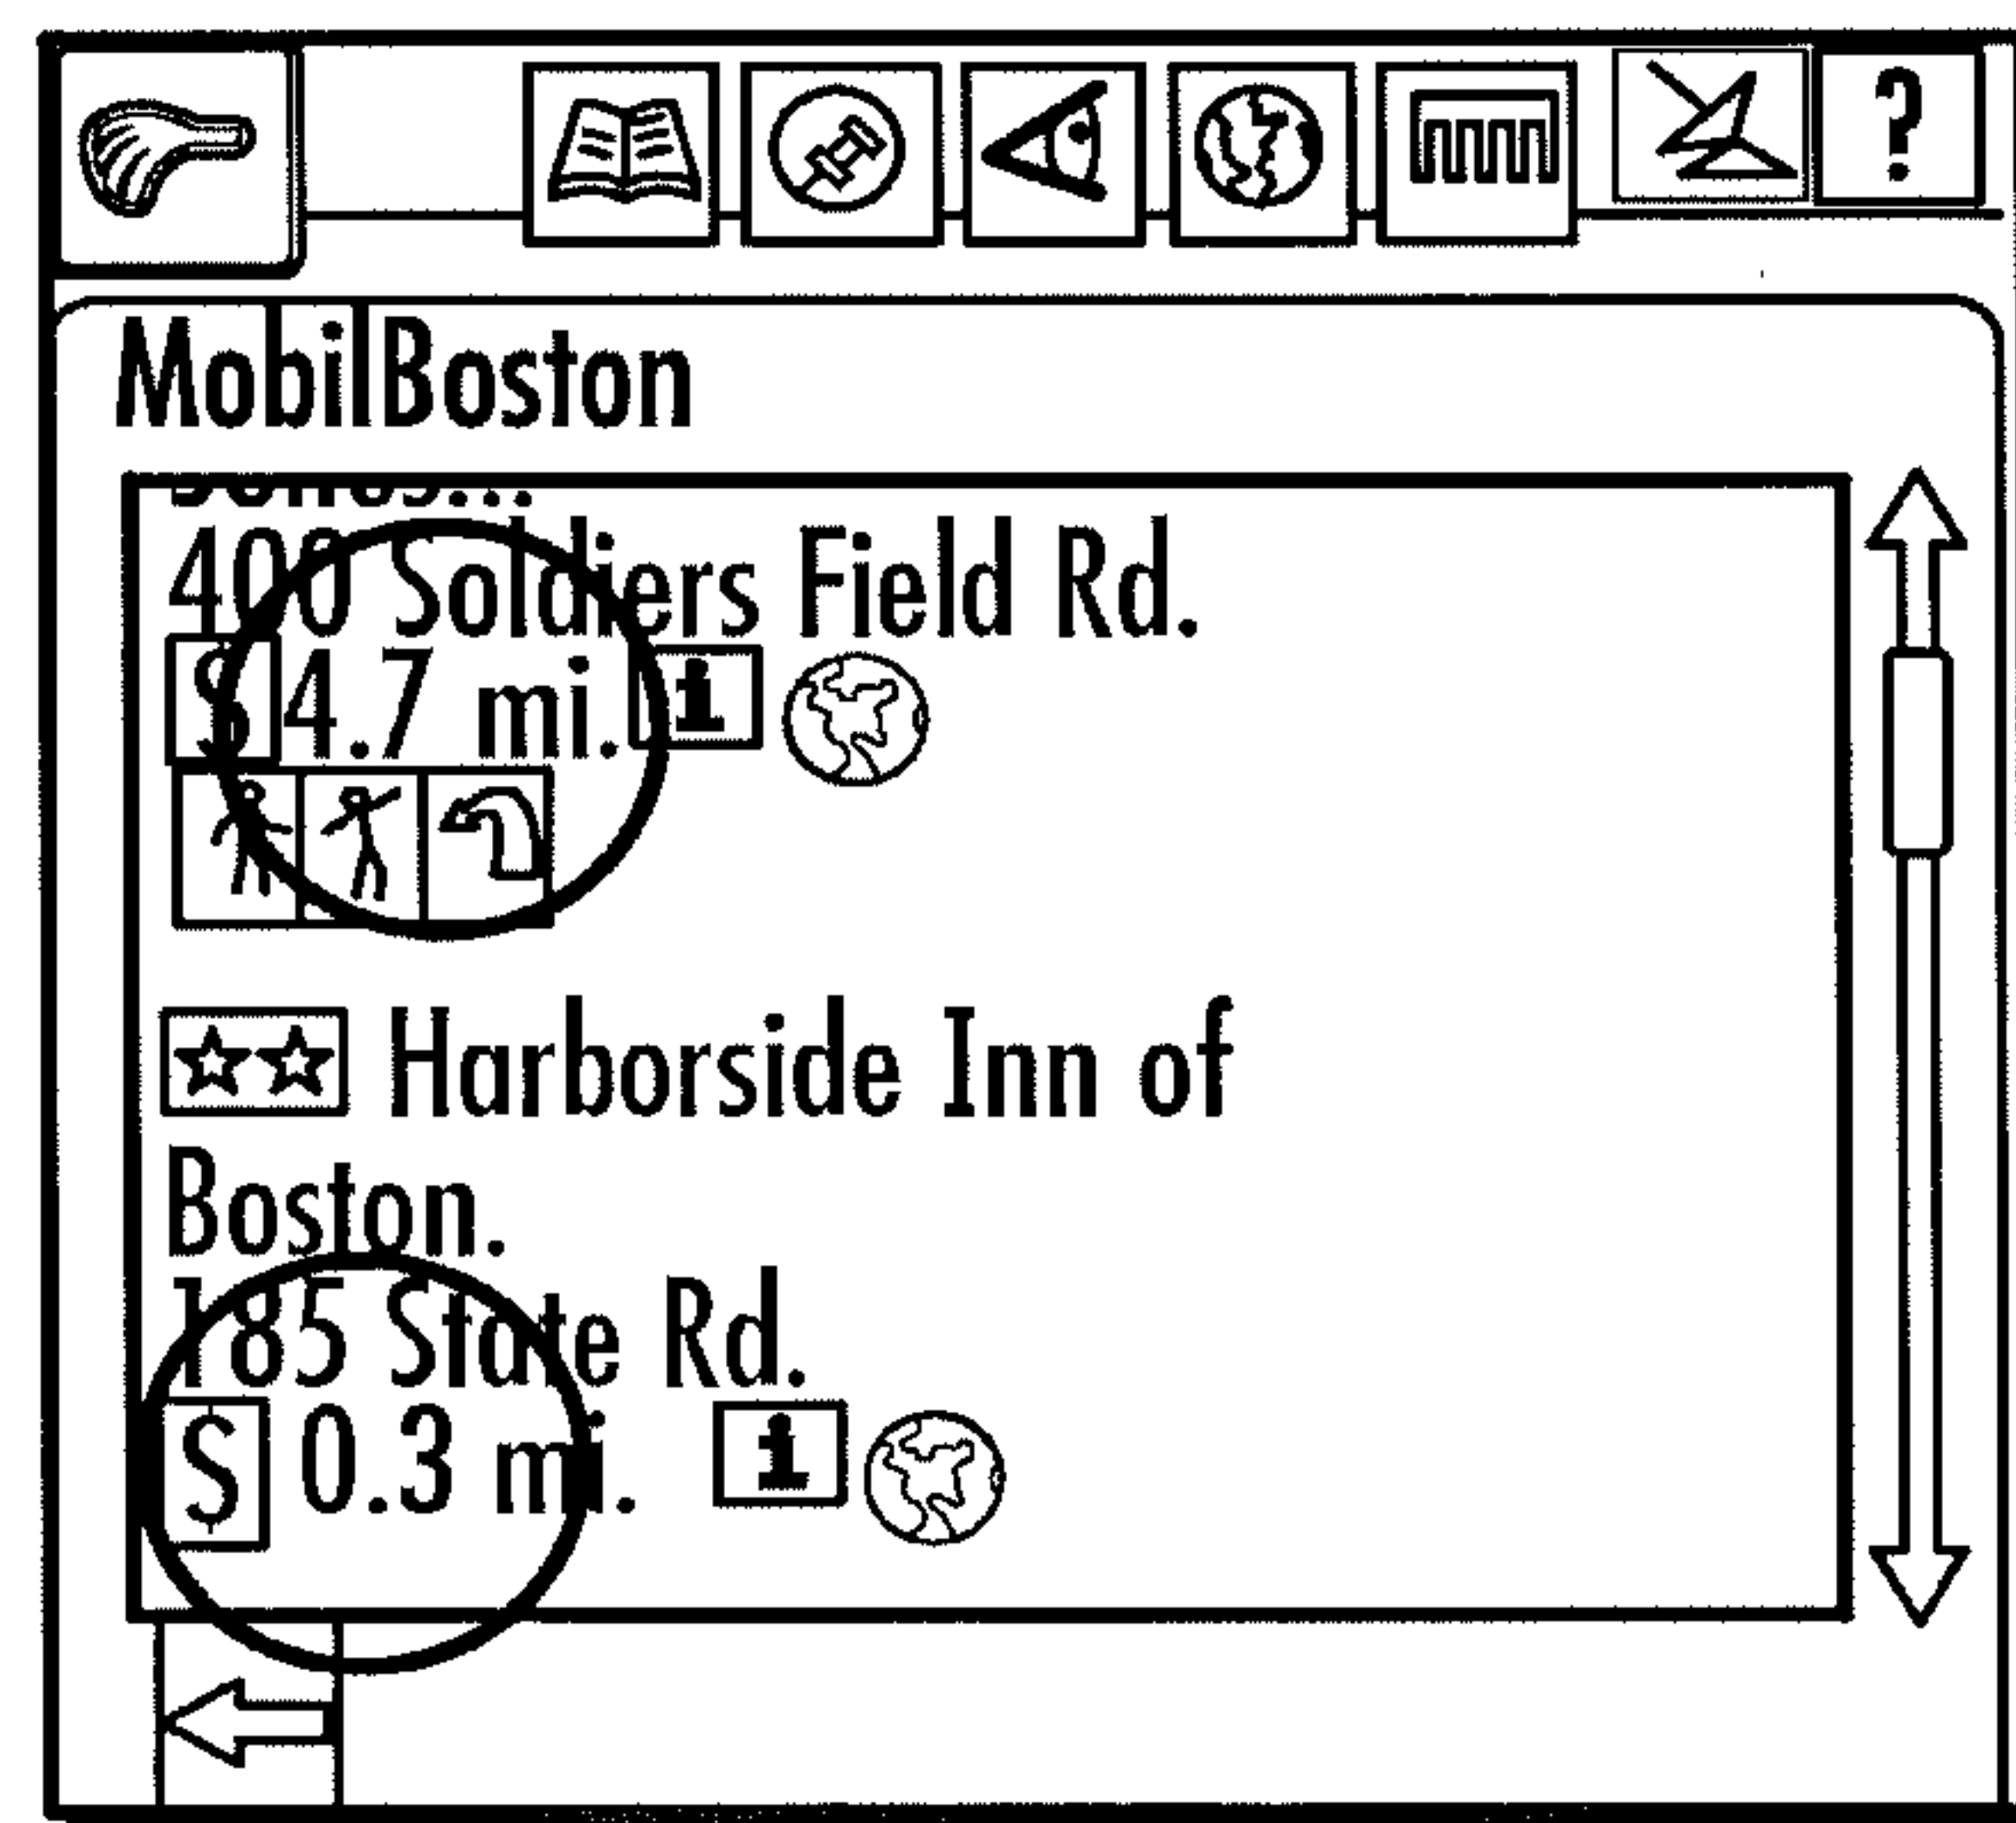 ?
MobilBoston
400 Soldiers Field Rd.
$ 4.7 mi. i
Harborside Inn of
Boston.
185 State Rd.
$ 0.3 mi. i